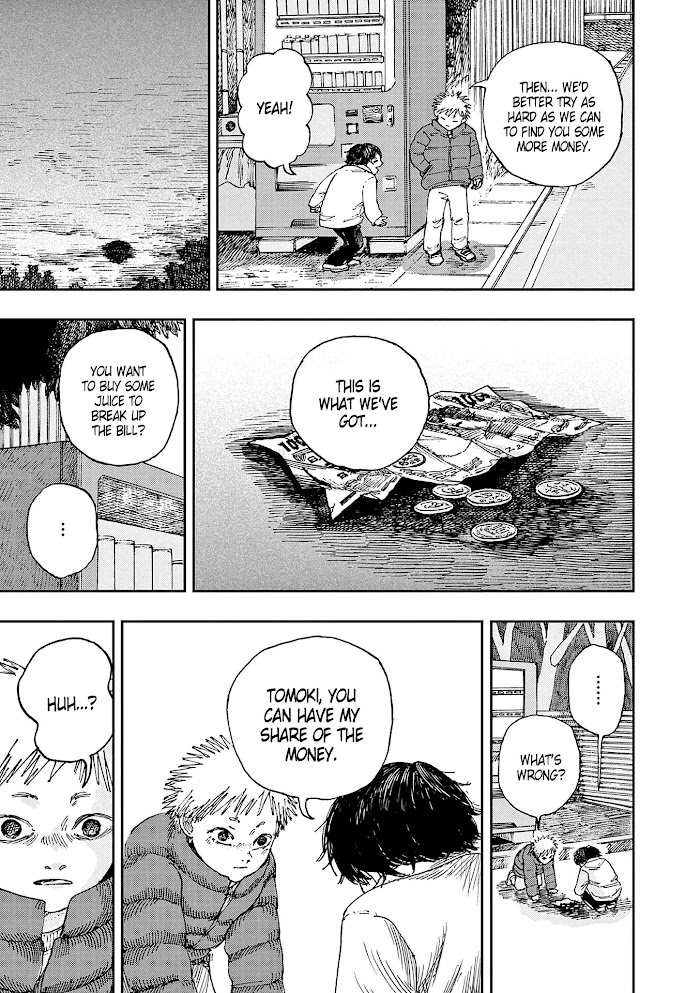 THEN... WE'D
BETTER TRY AS
HARD AS WE CAN
TO FIND YOU SOME
MORE MONEY.
YEAH!
THIS IS
WHAT WE'VE
GOT...
1000
100
YOU WANT
TO BUY SOME
JUICE TO
BREAK UP
THE BILL?
...
......
WHAT'S
WRONG?
TOMOKI, YOU
CAN HAVE MY
SHARE OF THE
MONEY.
HUH...?